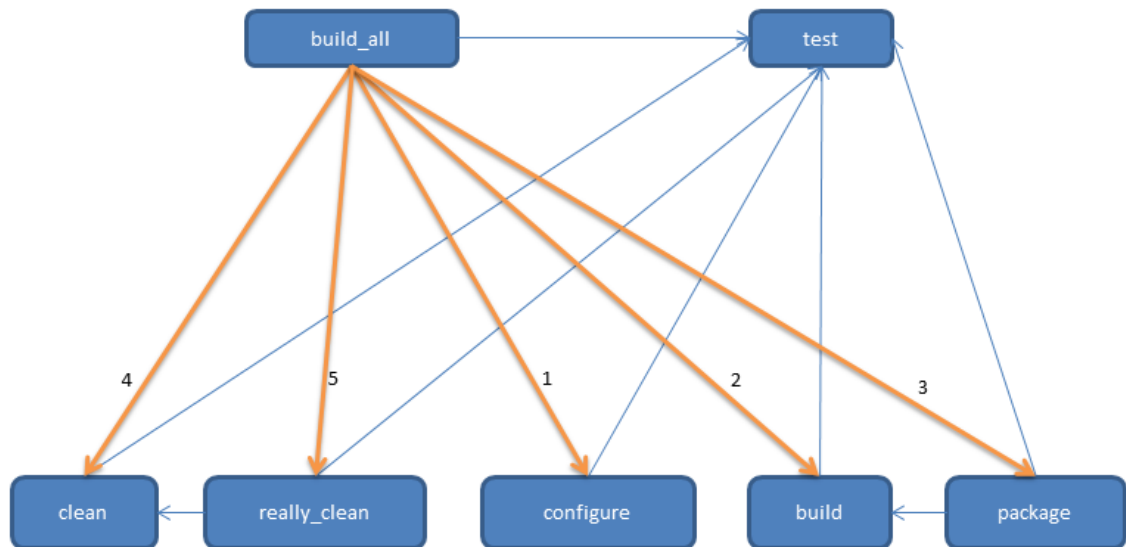 build_all
test
4
5
1
2
3
clean
really_clean
configure
build
package